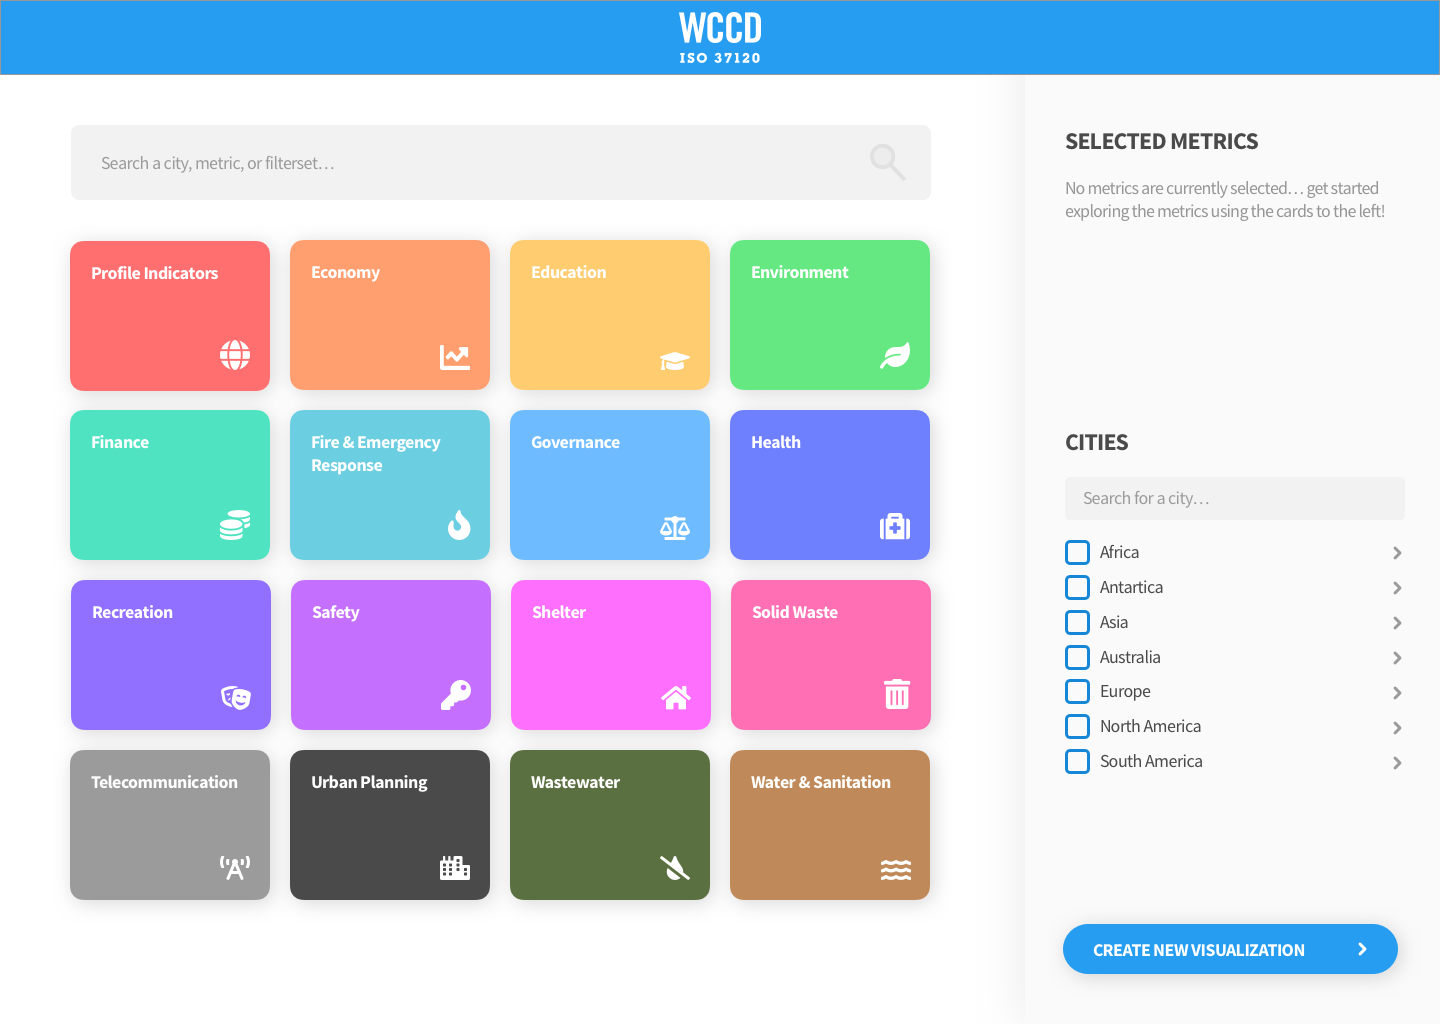 WCCD
ISO 37120
Search a city, metric, or filterset…
Profile Indicators
Economy
Education
Environment
Finance
Fire & Emergency
Response
Governance
Health
Recreation
Safety
Shelter
Solid Waste
Telecommunication
Urban Planning
Wastewater
Water & Sanitation
SELECTED METRICS
No metrics are currently selected… get started
exploring the metrics using the cards to the left!
CITIES
Search for a city…
Africa
Antartica
Asia
Australia
Europe
North America
South America
CREATE NEW VISUALIZATION